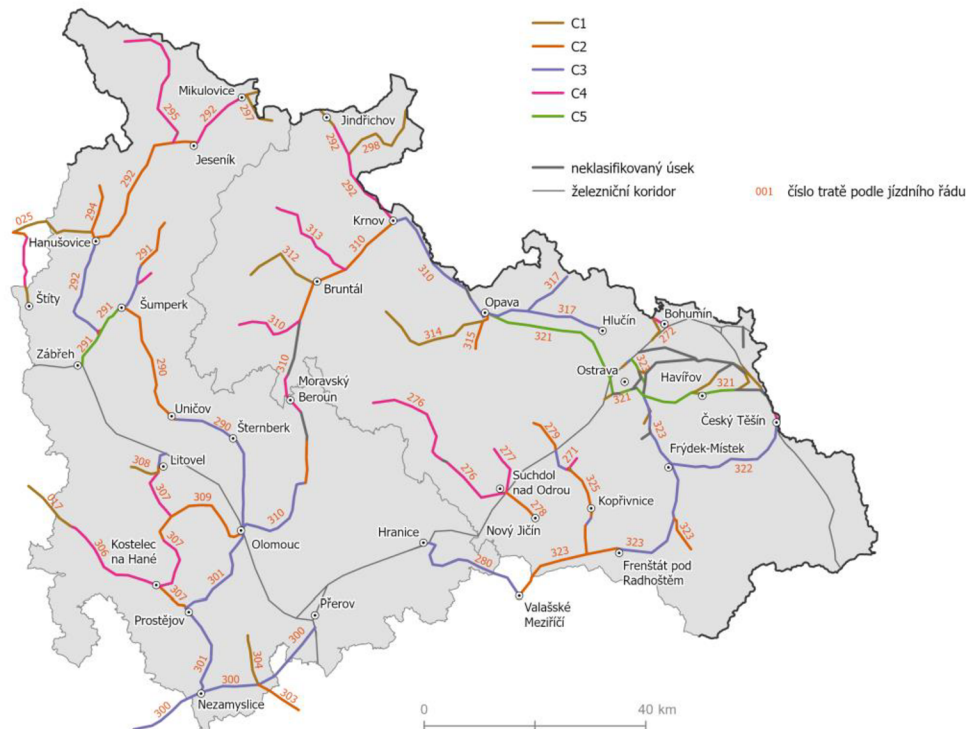 C1
C2
C3
C4
C5
neklasifikovaný úsek
železniční koridor
001 číslo tratě podle jízdního řádu
Mikulovice
297
292
295
Jeseník
Jindřichov
298
292
292
292
294
025
Hanušovice
Krnov
313
310
312
310
317
292
291
Štíty
291
Šumperk
Bruntál
Opava
317
Hlučín
Bohumín
272
310
314
315
321
291
Zábřeh
290
310
Ostrava
323
Havířov
321
321
Moravský
Beroun
276
Český Těšín
Uničov
290
Šternberk
279
323
Frýdek-Místek
322
308
Litovel
277
271
276
Suchdol
nad Odrou
325
Kopřivnice
017
307
309
310
278
Olomouc
Hranice
Nový Jičín
323
306
Kostelec
na Hané
307
323
323
280
Frenštát pod
Radhoštěm
301
307
Prostějov
Přerov
Valašské
Meziříčí
300
304
301
300
303
Nezamyslice
300
0
40 km